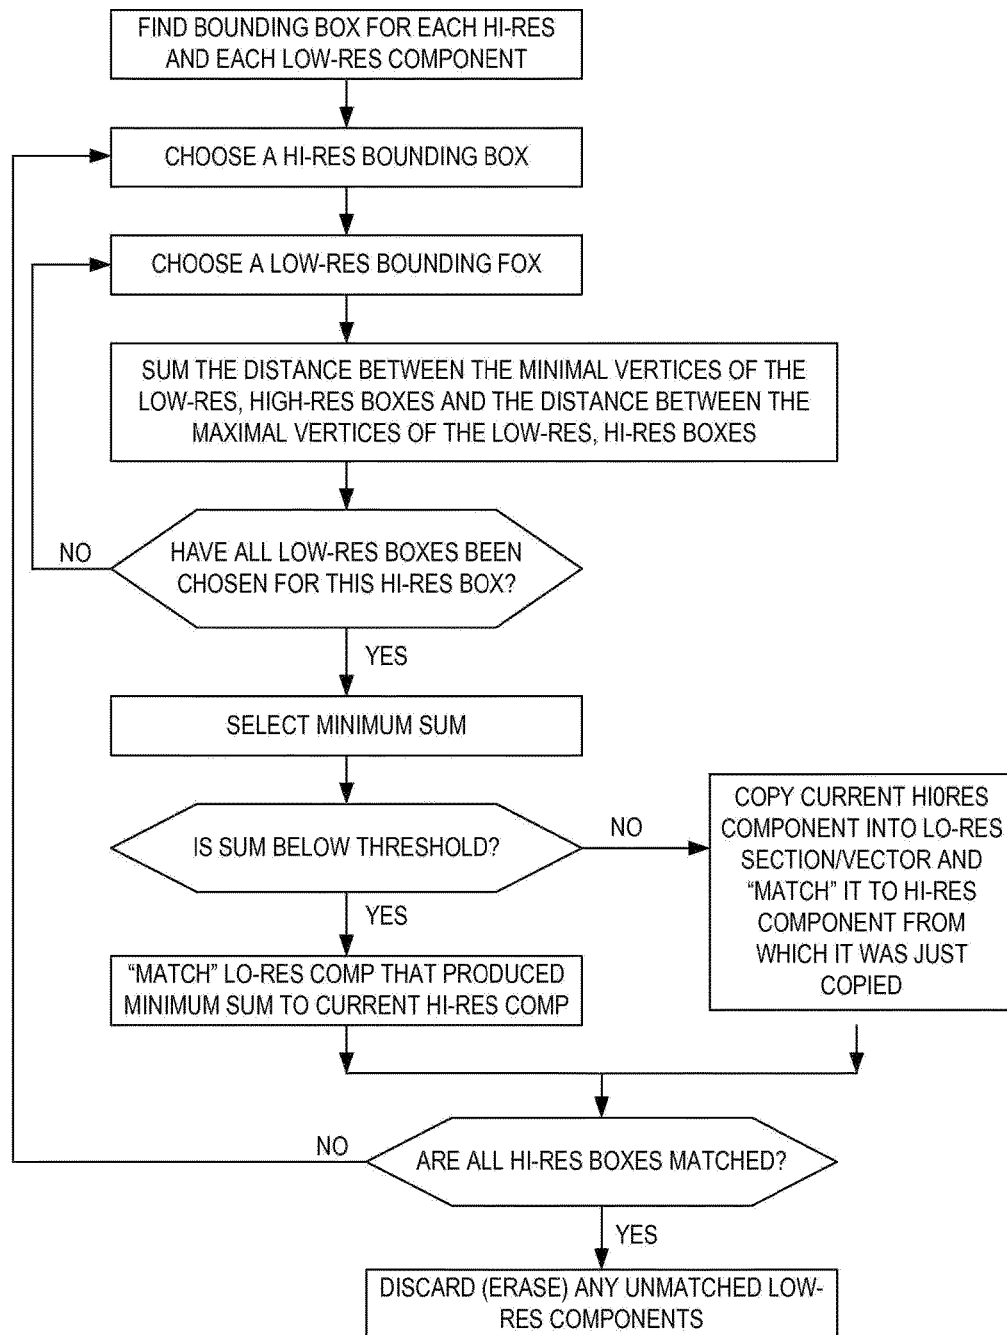 FIND BOUNDING BOX FOR EACH HI-RES
AND EACH LOW-RES COMPONENT
CHOOSE A HI-RES BOUNDING BOX
CHOOSE A LOW-RES BOUNDING FOX
SUM THE DISTANCE BETWEEN THE MINIMAL VERTICES OF THE
LOW-RES, HIGH-RES BOXES AND THE DISTANCE BETWEEN THE
MAXIMAL VERTICES OF THE LOW-RES, HI-RES BOXES
NO
HAVE ALL LOW-RES BOXES BEEN
CHOSEN FOR THIS HI-RES BOX?
YES
SELECT MINIMUM SUM
IS SUM BELOW THRESHOLD?
NO
COPY CURRENT HI0RES
COMPONENT INTO LO-RES
SECTION/VECTOR AND
“MATCH” IT TO HI-RES
COMPONENT FROM
WHICH IT WAS JUST
COPIED
YES
“MATCH” LO-RES COMP THAT PRODUCED
MINIMUM SUM TO CURRENT HI-RES COMP
NO
ARE ALL HI-RES BOXES MATCHED?
YES
DISCARD (ERASE) ANY UNMATCHED LOW-
RES COMPONENTS